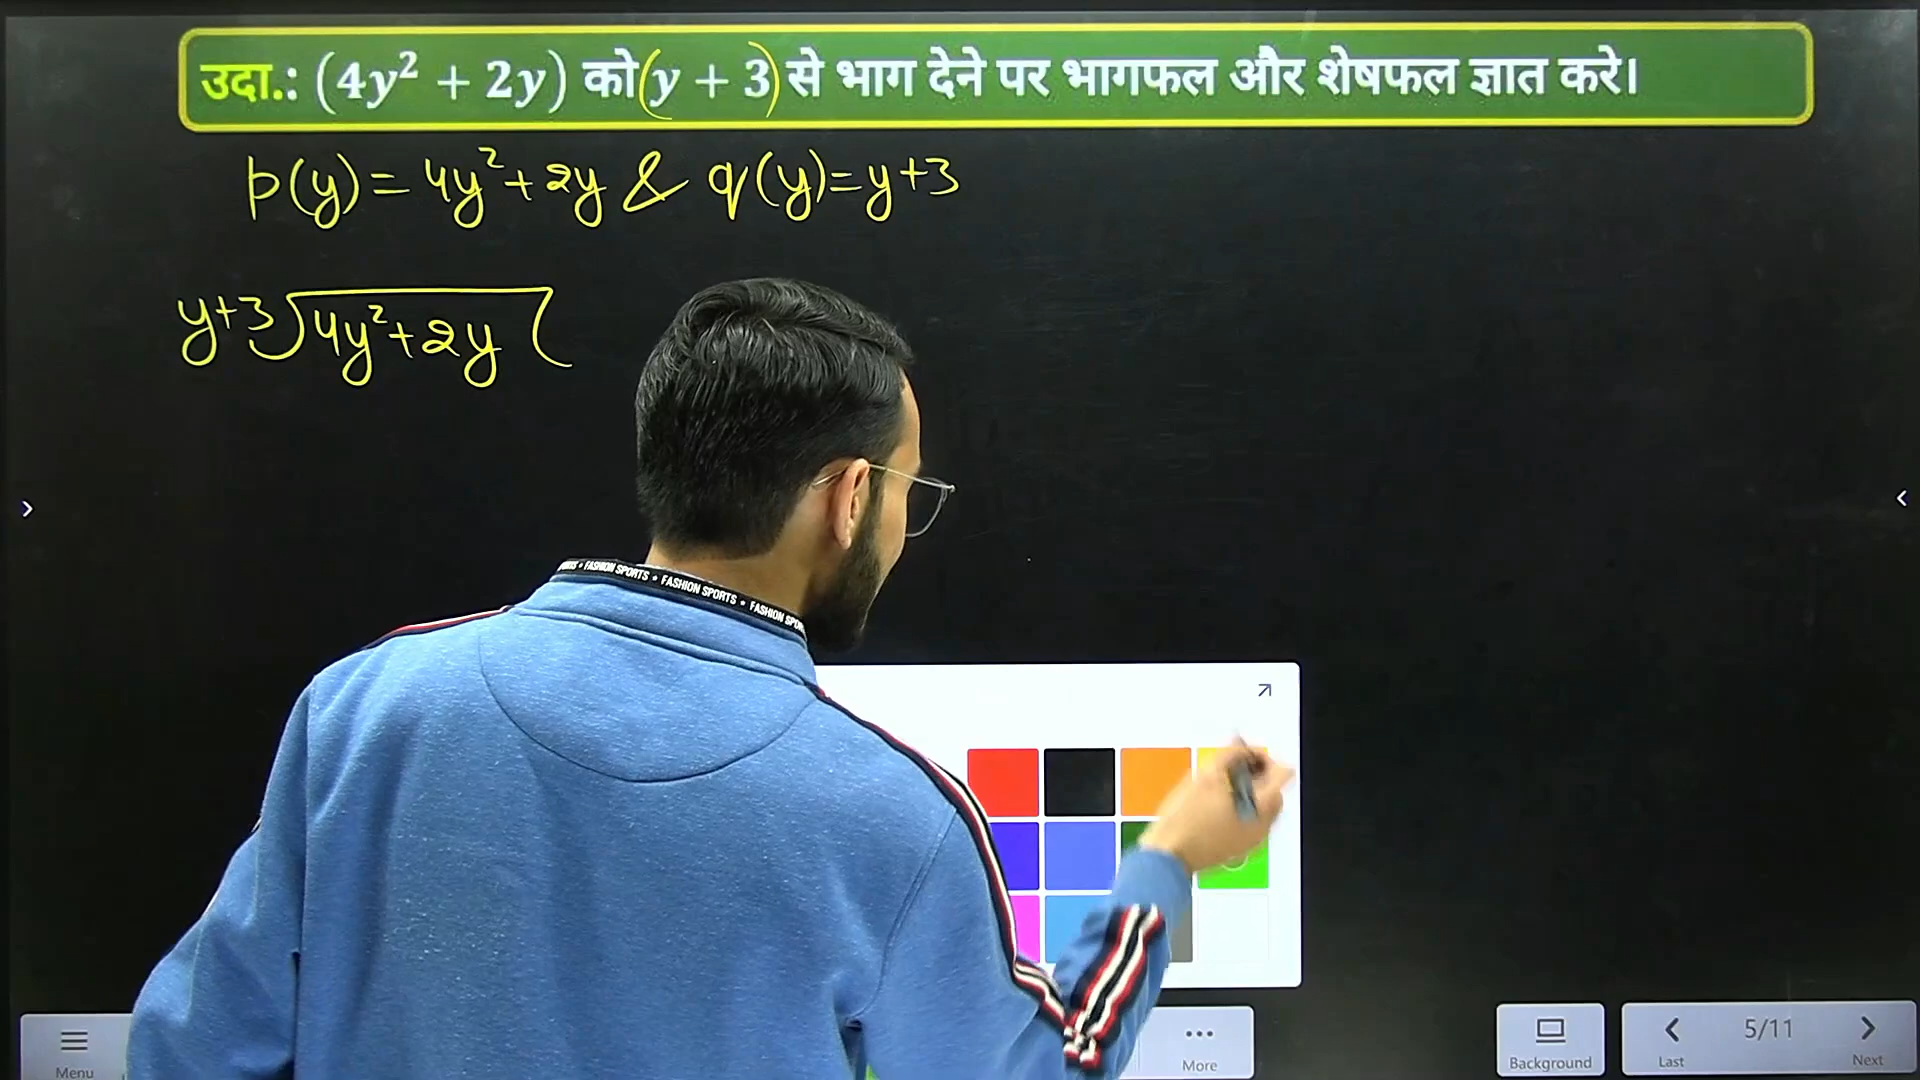 उदा.: (4y² + 2y) को (y + 3) से भाग देने पर भागफल और शेषफल ज्ञात करे।
p(y) = 4y² + 2y & q(y) = y+3
y+3)4y²+2y(
FASHION SPORTS • FASHION SPORTS • FASHION
Menu
More
Background
5/11
Last
Next